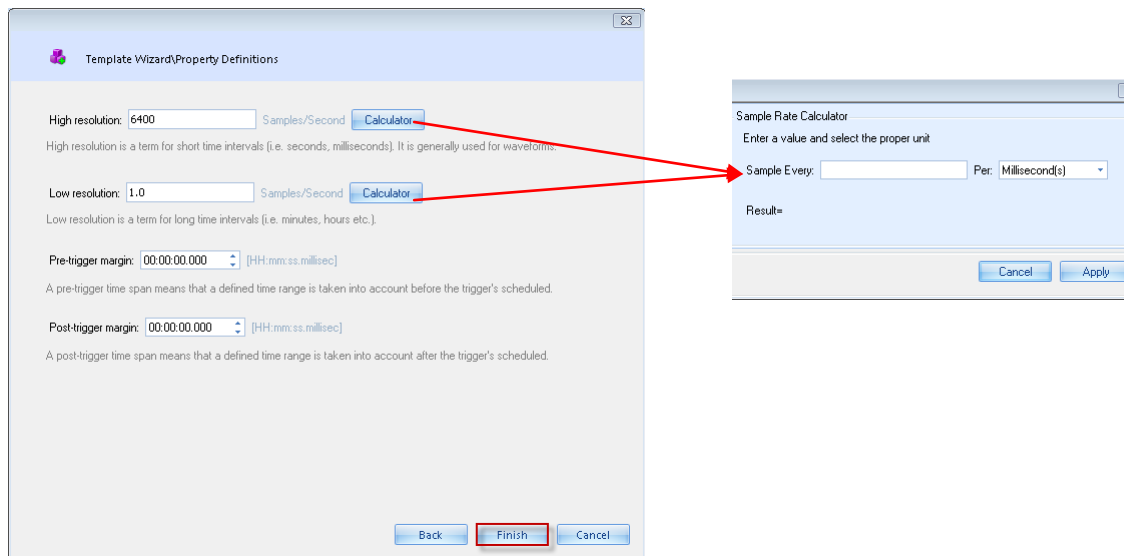 Template Wizard\Property Definitions
High resolution: 6400 Samples/Second Calculator
High resolution is a term for short time intervals (i.e. seconds, milliseconds). It is generally used for waveforms.
Low resolution: 1.0 Samples/Second Calculator
Low resolution is a term for long time intervals (i.e. minutes, hours etc.).
Pre-trigger margin: 00:00:00.000 [HH:mm:ss.millisec]
A pre-trigger time span means that a defined time range is taken into account before the trigger's scheduled.
Post-trigger margin: 00:00:00.000 [HH:mm:ss.millisec]
A post-trigger time span means that a defined time range is taken into account after the trigger's scheduled.
Back Finish Cancel
Sample Rate Calculator
Enter a value and select the proper unit
Sample Every: Per: Millisecond(s)
Result=
Cancel Apply